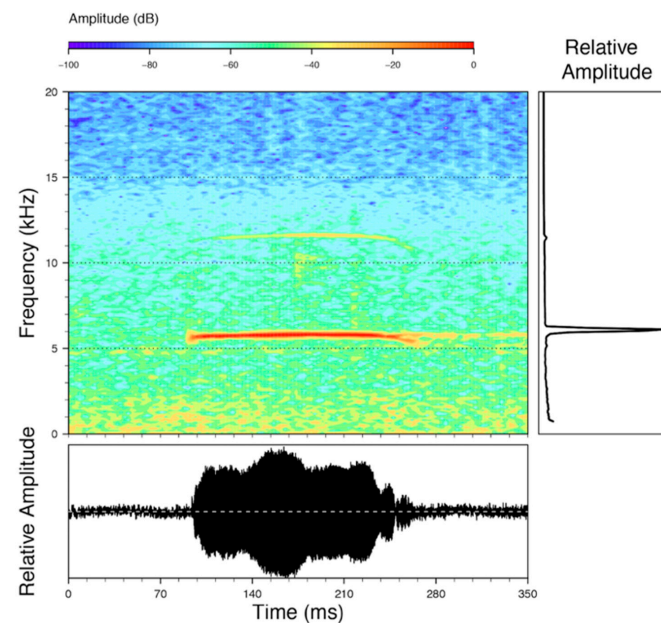 Amplitude (dB)
−100 −80 −60 −40 −20 0
Relative
Amplitude
20
15
10
5
0
Frequency (kHz)
Relative Amplitude
0 70 140 210 280 350
Time (ms)